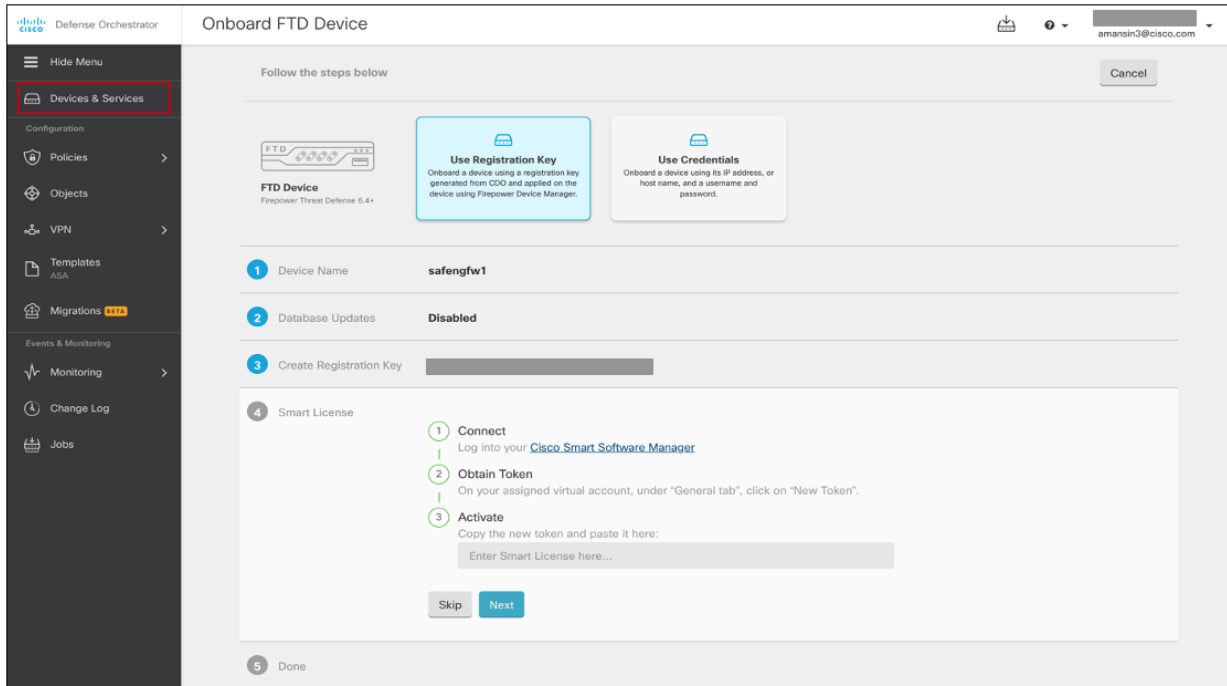 cisco
Defense Orchestrator
Onboard FTD Device
amansin3@cisco.com
Hide Menu
Devices & Services
Configuration
Policies
Objects
VPN
Templates
ASA
Migrations BETA
Events & Monitoring
Monitoring
Change Log
Jobs
Follow the steps below
Cancel
FTD
FTD Device
Firepower Threat Defense 6.4+
Use Registration Key
Onboard a device using a registration key
generated from CDO and applied on the
device using Firepower Device Manager.
Use Credentials
Onboard a device using its IP address, or
host name, and a username and
password.
1 Device Name safengfw1
2 Database Updates Disabled
3 Create Registration Key
4 Smart License
1 Connect
Log into your Cisco Smart Software Manager
2 Obtain Token
On your assigned virtual account, under “General tab”, click on “New Token”.
3 Activate
Copy the new token and paste it here:
Enter Smart License here...
Skip Next
5 Done